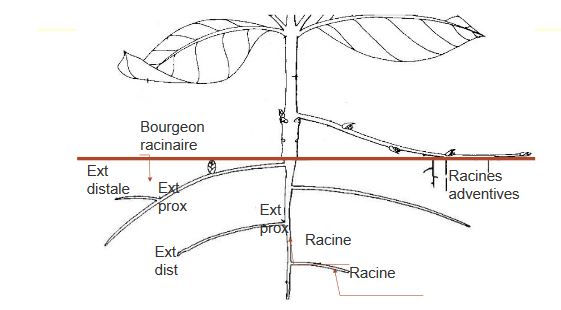 Bourgeon
racinaire
Ext
distale
Ext
prox
Racines
adventives
Ext
prox
Racine
Ext
dist
Racine